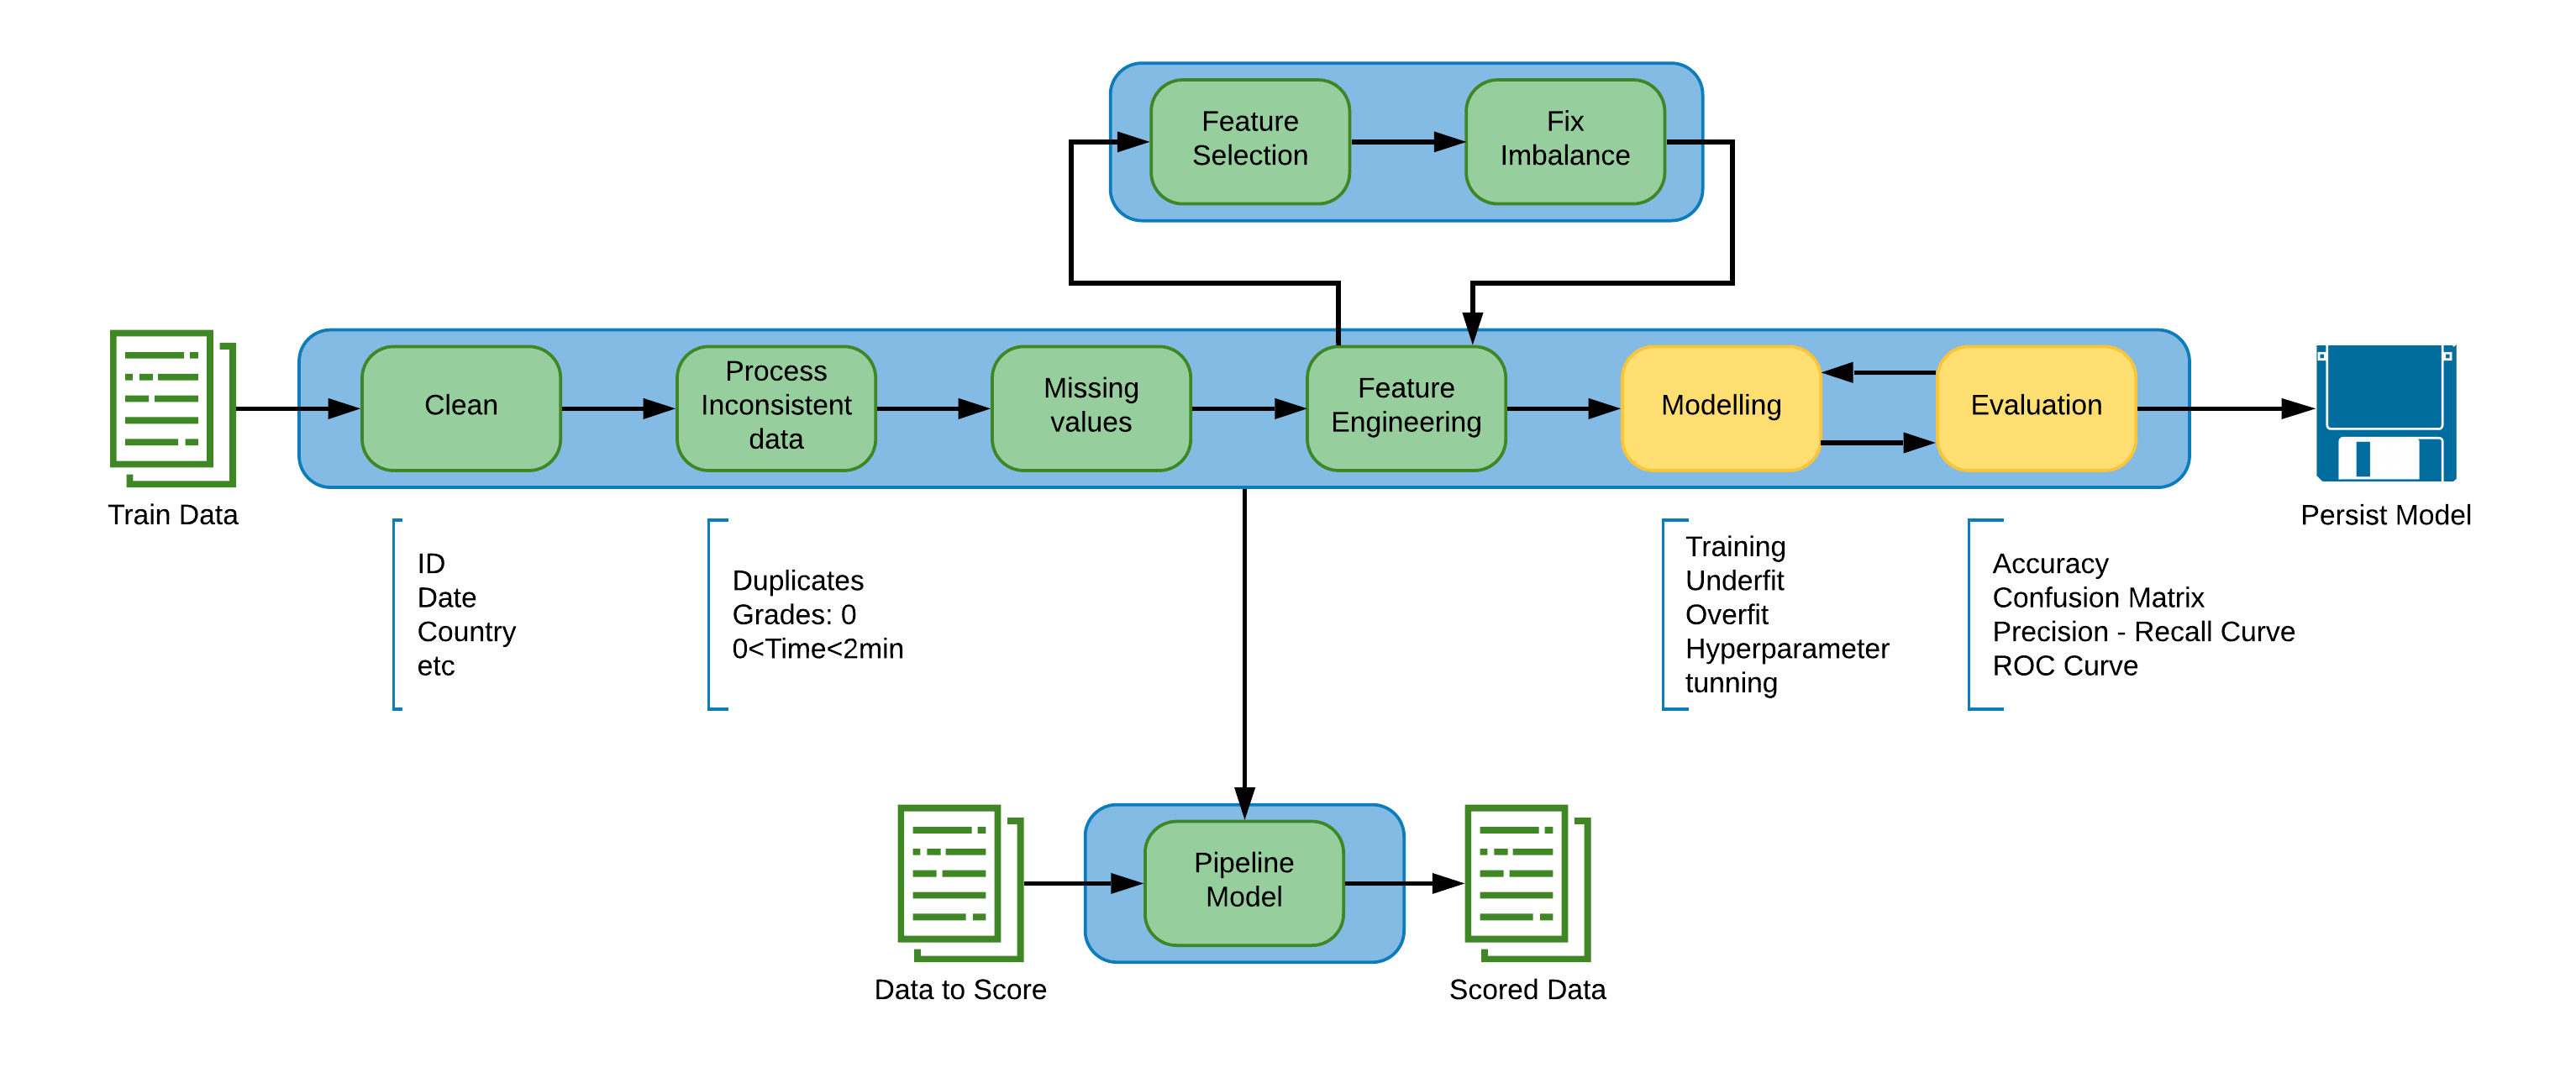 Feature
Selection
Fix
Imbalance
Clean
Process
Inconsistent
data
Missing
values
Feature
Engineering
Modelling
Evaluation
Train Data
Persist Model
ID
Date
Country
etc
Duplicates
Grades: 0
0<Time<2min
Training
Underfit
Overfit
Hyperparameter
tunning
Accuracy
Confusion Matrix
Precision - Recall Curve
ROC Curve
Pipeline
Model
Data to Score
Scored Data